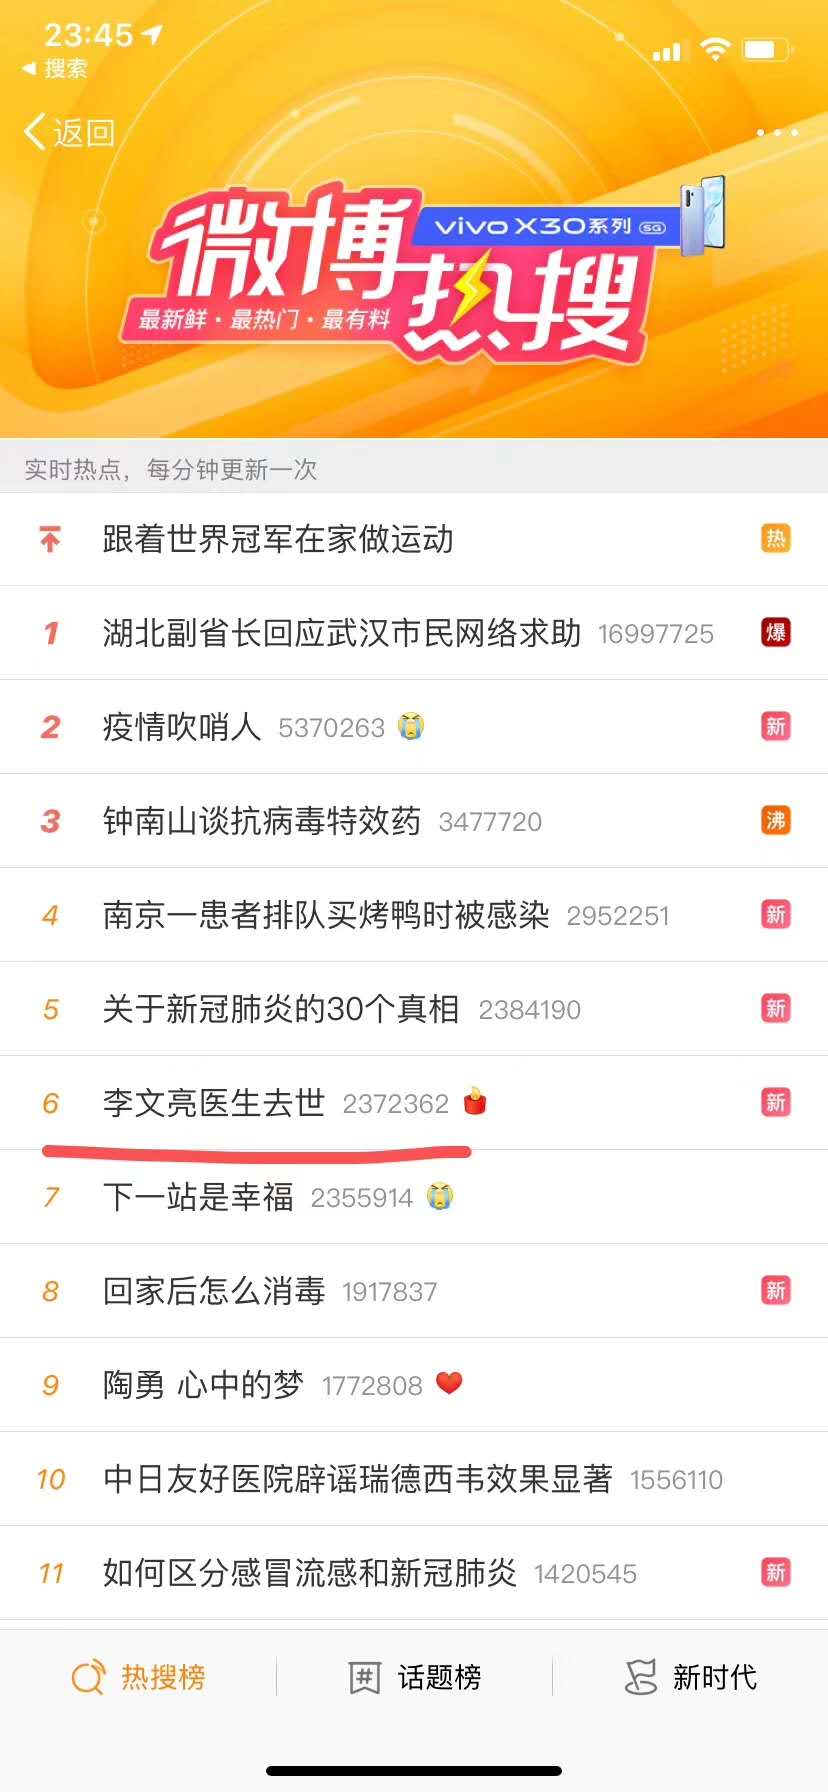 23:45
搜索
返回
微博热搜
vivo X30系列 5G
最新鲜·最热门·最有料
实时热点，每分钟更新一次
跟着世界冠军在家做运动 热
1 湖北副省长回应武汉市民网络求助 16997725 爆
2 疫情吹哨人 5370263 新
3 钟南山谈抗病毒特效药 3477720 沸
4 南京一患者排队买烤鸭时被感染 2952251 新
5 关于新冠肺炎的30个真相 2384190 新
6 李文亮医生去世 2372362 新
7 下一站是幸福 2355914
8 回家后怎么消毒 1917837 新
9 陶勇 心中的梦 1772808
10 中日友好医院辟谣瑞德西韦效果显著 1556110
11 如何区分感冒流感和新冠肺炎 1420545 新
热搜榜 # 话题榜 新时代